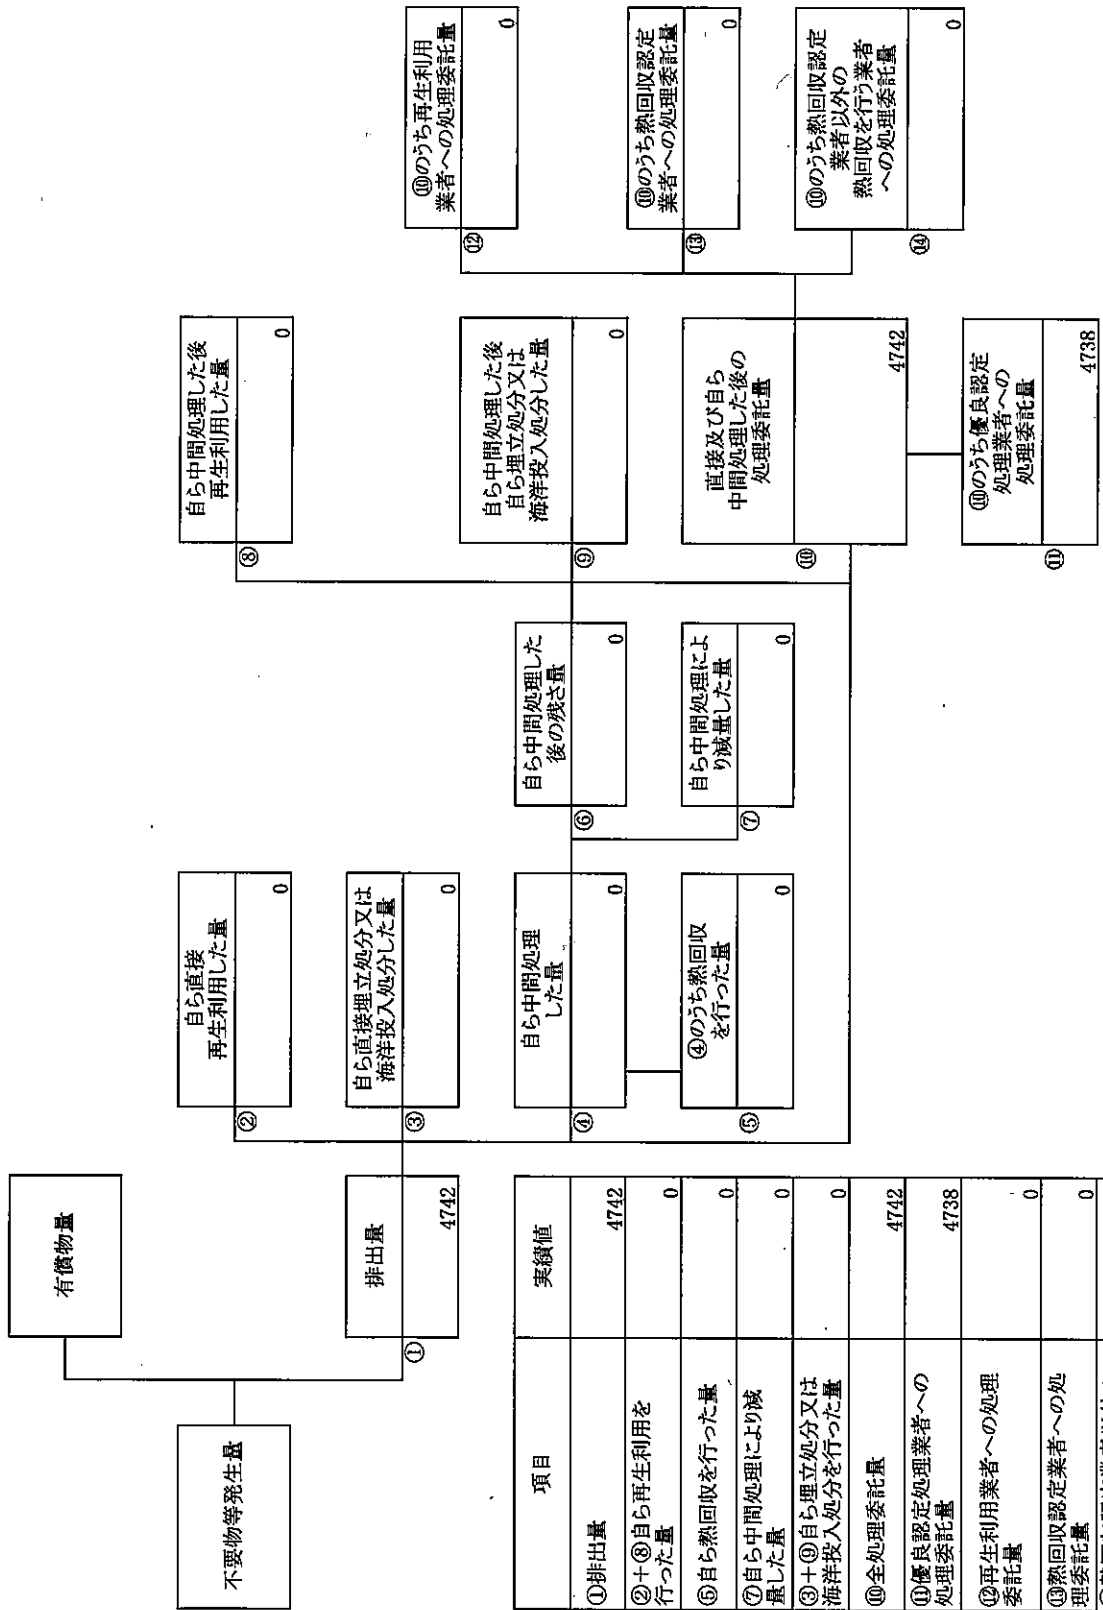 不要物等発生量
有償物量
排出量
①
4742
②
自ら直接
再生利用した量
0
③
自ら直接埋立処分又は
海洋投入処分した量
0
④
自ら中間処理
した量
0
⑤
④のうち熱回収
を行った量
0
⑥
自ら中間処理した
後の残さ量
0
⑦
自ら中間処理によ
り減量した量
0
⑧
自ら中間処理した後
再生利用した量
0
⑨
自ら中間処理した後
自ら埋立処分又は
海洋投入処分した量
0
⑩
直接及び自ら
中間処理した後の
処理委託量
4742
⑪
⑩のうち優良認定
処理業者への
処理委託量
4738
⑫
⑩のうち再生利用
業者への処理委託量
0
⑬
⑩のうち熱回収認定
業者への処理委託量
0
⑭
⑩のうち熱回収認定
業者以外の
熱回収を行う業者
への処理委託量
0
項目
実績値
①排出量
4742
②+⑧自ら再生利用を
行った量
0
⑤自ら熱回収を行った量
0
⑦自ら中間処理により減
量した量
0
③+⑨自ら埋立処分又は
海洋投入処分を行った量
0
⑩全処理委託量
4742
⑪優良認定処理業者への
処理委託量
4738
⑫再生利用業者への処理
委託量
0
⑬熱回収認定業者への処
理委託量
0